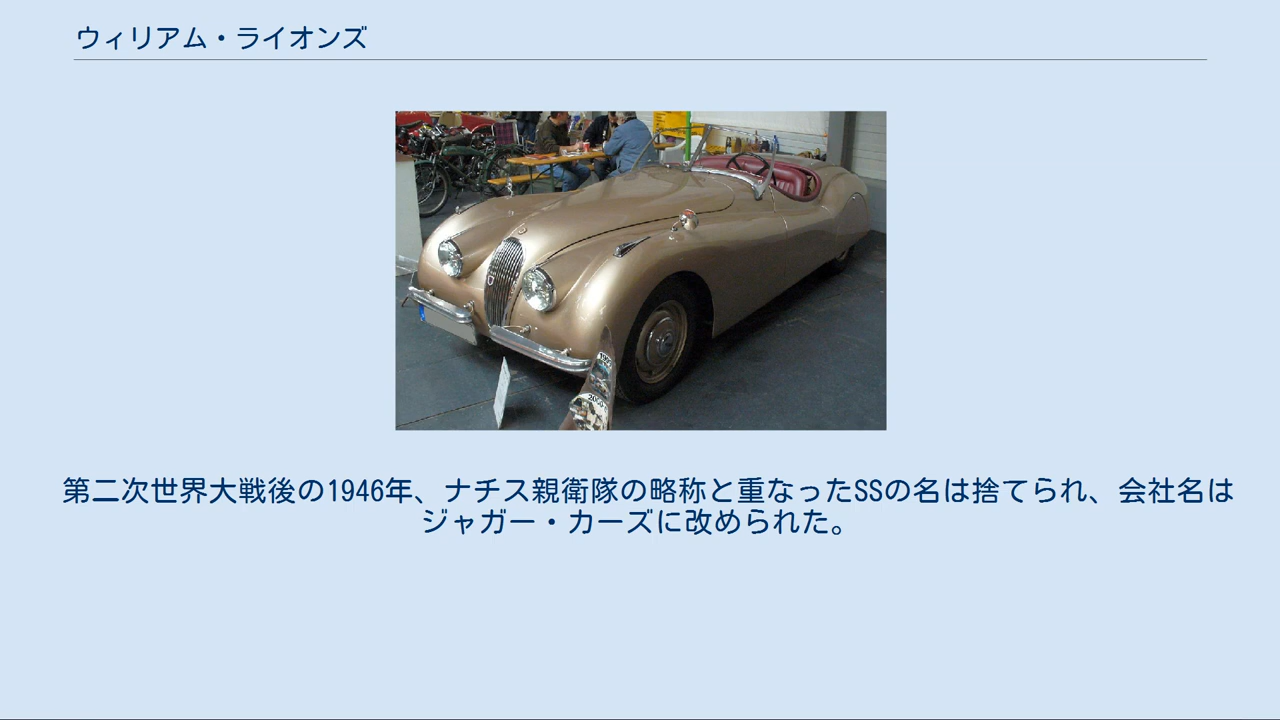 ウィリアム・ライオンズ
1995
2000
第二次世界大戦後の1946年、ナチス親衛隊の略称と重なったSSの名は捨てられ、会社名は
ジャガー・カーズに改められた。